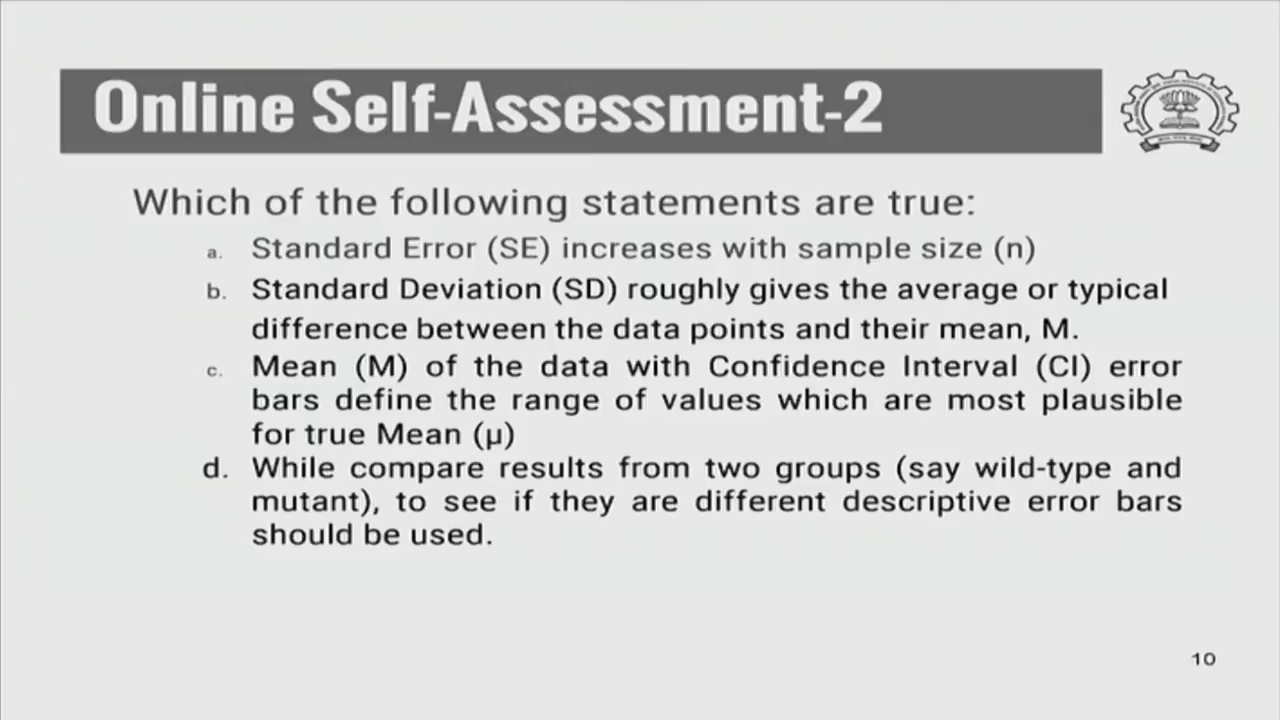 Online Self-Assessment-2
Which of the following statements are true:
a. Standard Error (SE) increases with sample size (n)
b. Standard Deviation (SD) roughly gives the average or typical
difference between the data points and their mean, M.
c. Mean (M) of the data with Confidence Interval (CI) error
bars define the range of values which are most plausible
for true Mean (μ)
d. While compare results from two groups (say wild-type and
mutant), to see if they are different descriptive error bars
should be used.
10